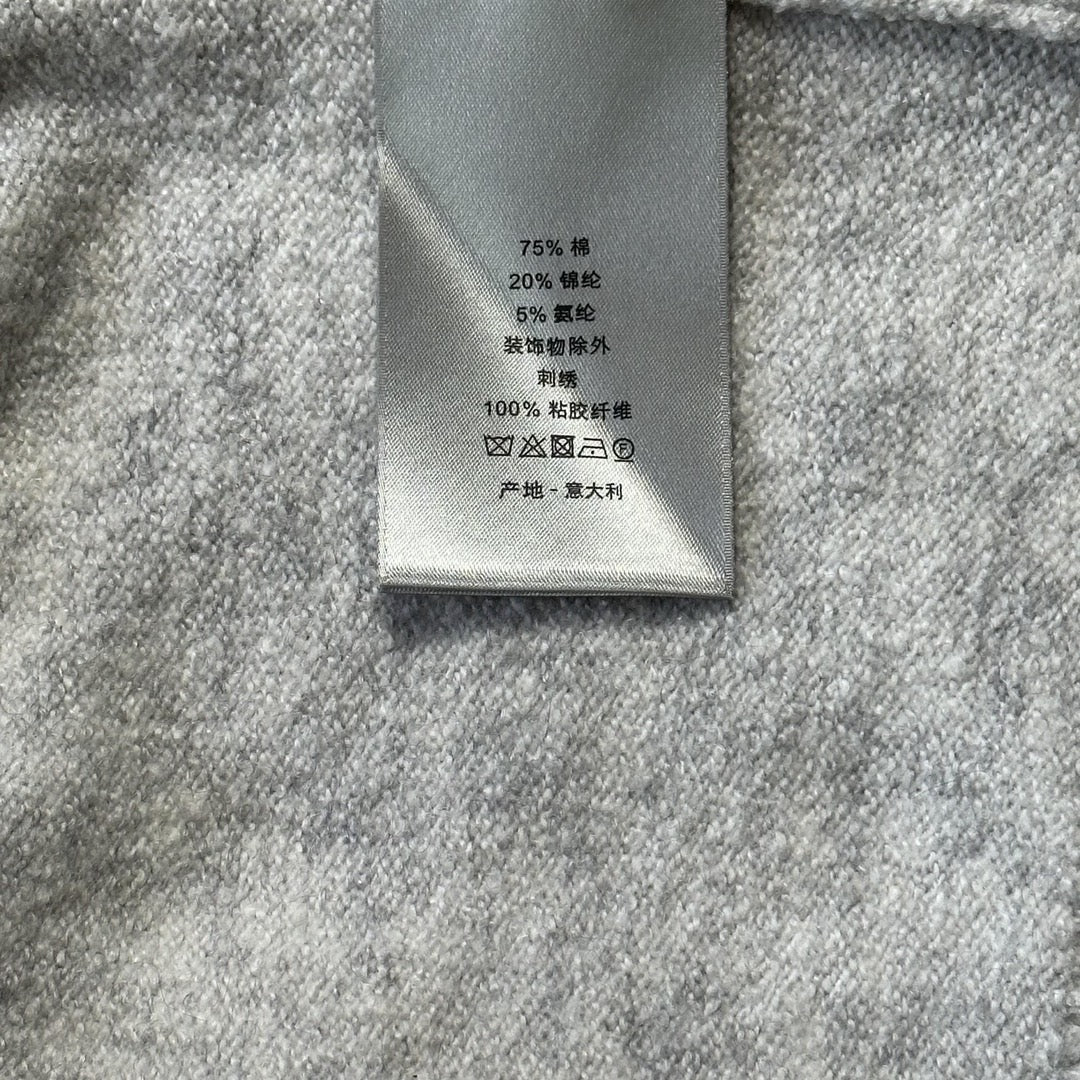 75% 棉
20% 锦纶
5% 氨纶
装饰物除外
刺绣
100% 粘胶纤维
产地 - 意大利